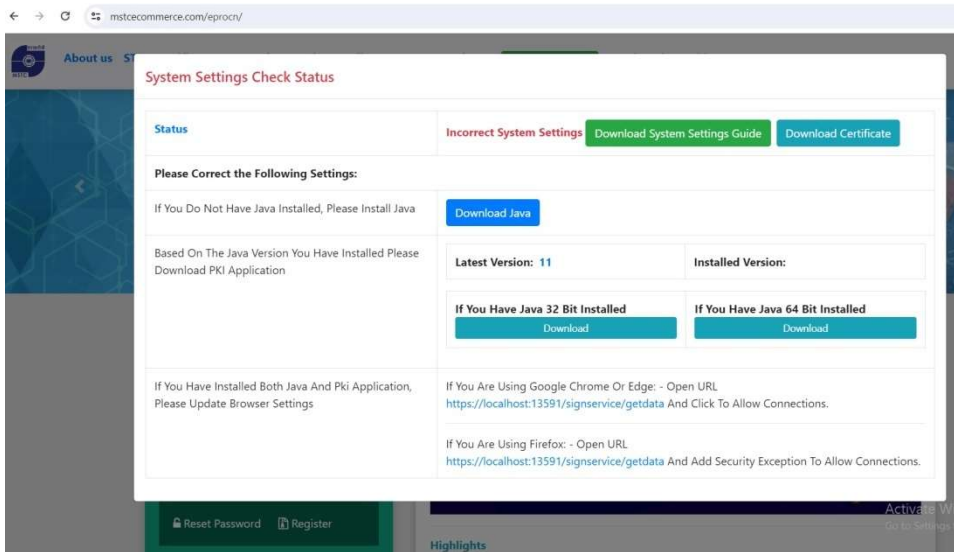 mstcecommerce.com/eprocn/
MSTC
About us ST
System Settings Check Status
Status
Incorrect System Settings Download System Settings Guide Download Certificate
Please Correct the Following Settings:
If You Do Not Have Java Installed, Please Install Java
Download Java
Based On The Java Version You Have Installed Please
Download PKI Application
Latest Version: 11
Installed Version:
If You Have Java 32 Bit Installed
Download
If You Have Java 64 Bit Installed
Download
If You Have Installed Both Java And Pki Application,
Please Update Browser Settings
If You Are Using Google Chrome Or Edge: - Open URL
https://localhost:13591/signservice/getdata And Click To Allow Connections.
If You Are Using Firefox: - Open URL
https://localhost:13591/signservice/getdata And Add Security Exception To Allow Connections.
Reset Password Register
Highlights
Activate W
Go to Settings